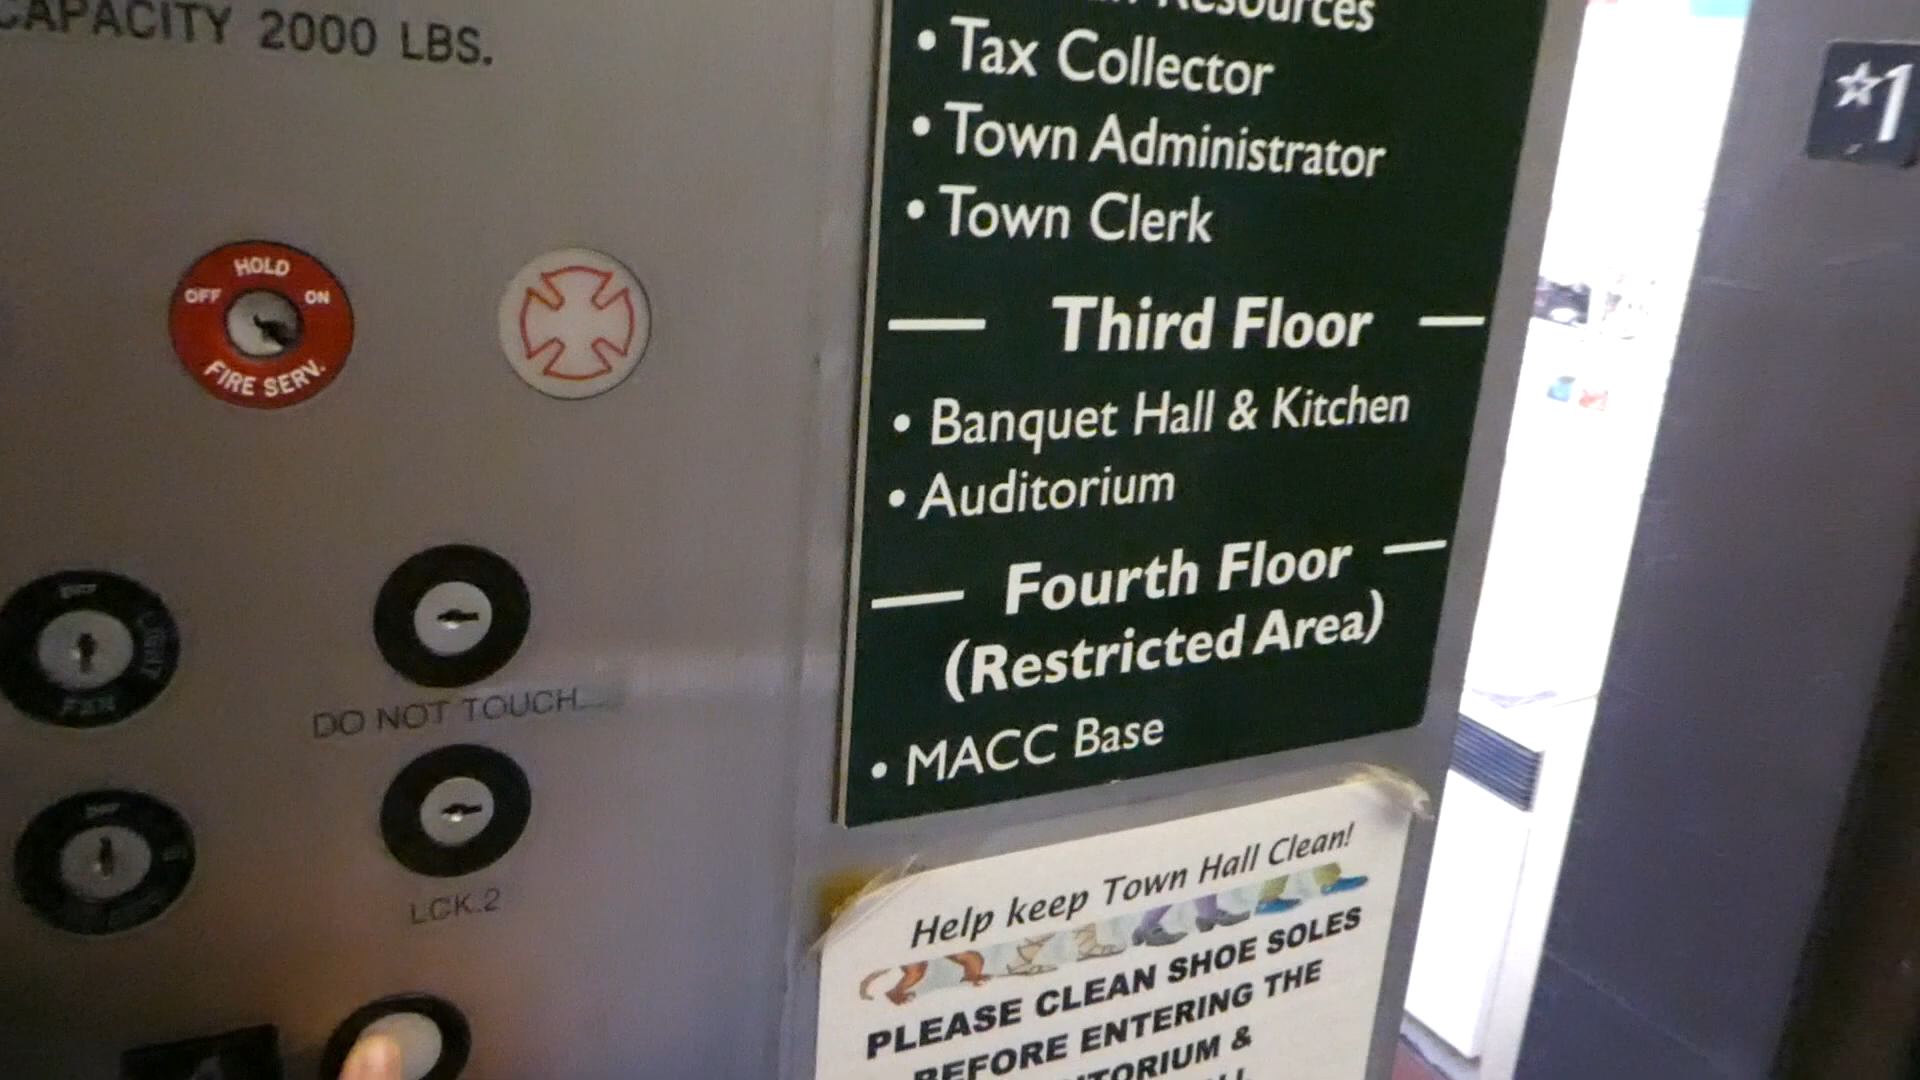 CAPACITY 2000 LBS.
HOLD
OFF ON
FIRE SERV.
DO NOT TOUCH
LCK.2
FAN
Resources
• Tax Collector
• Town Administrator
• Town Clerk
Third Floor
• Banquet Hall & Kitchen
• Auditorium
Fourth Floor
(Restricted Area)
• MACC Base
Help keep Town Hall Clean!
PLEASE CLEAN SHOE SOLES
BEFORE ENTERING THE
&
☆1